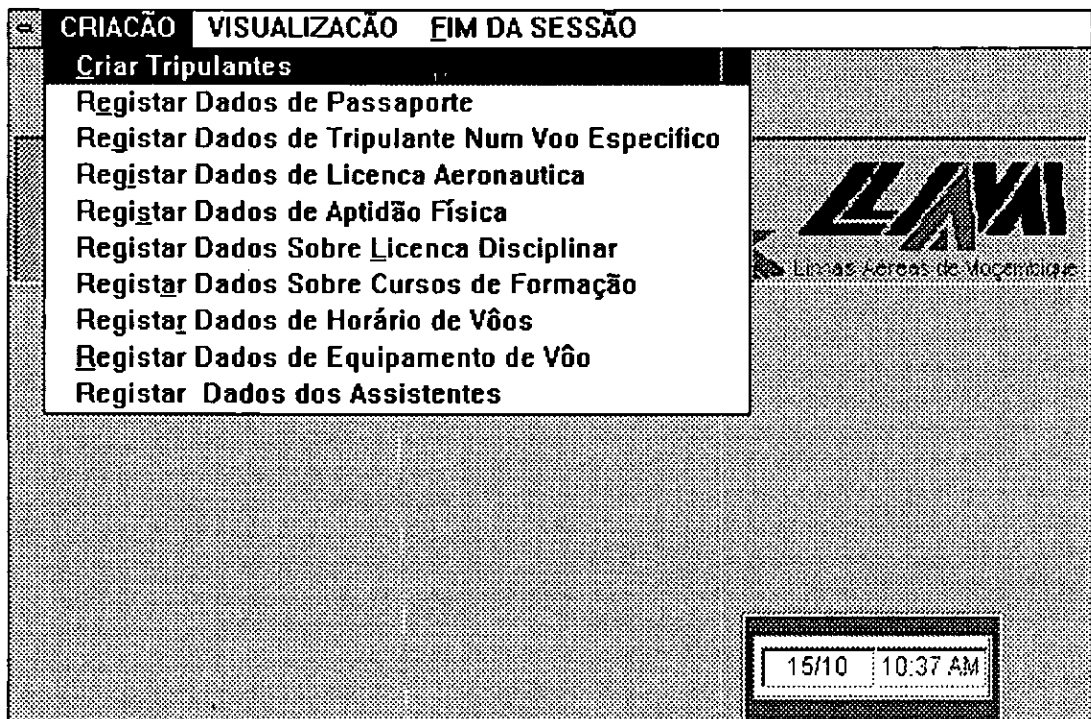 CRIACÃO VISUALIZACÃO FIM DA SESSÃO
Criar Tripulantes
Registar Dados de Passaporte
Registar Dados de Tripulante Num Voo Especifico
Registar Dados de Licenca Aeronautica
Registar Dados de Aptidão Física
Registar Dados Sobre Licenca Disciplinar
Registar Dados Sobre Cursos de Formação
Registar Dados de Horário de Vôos
Registar Dados de Equipamento de Vôo
Registar Dados dos Assistentes
LAM
Linhas Aéreas de Moçambique
15/10 10:37 AM